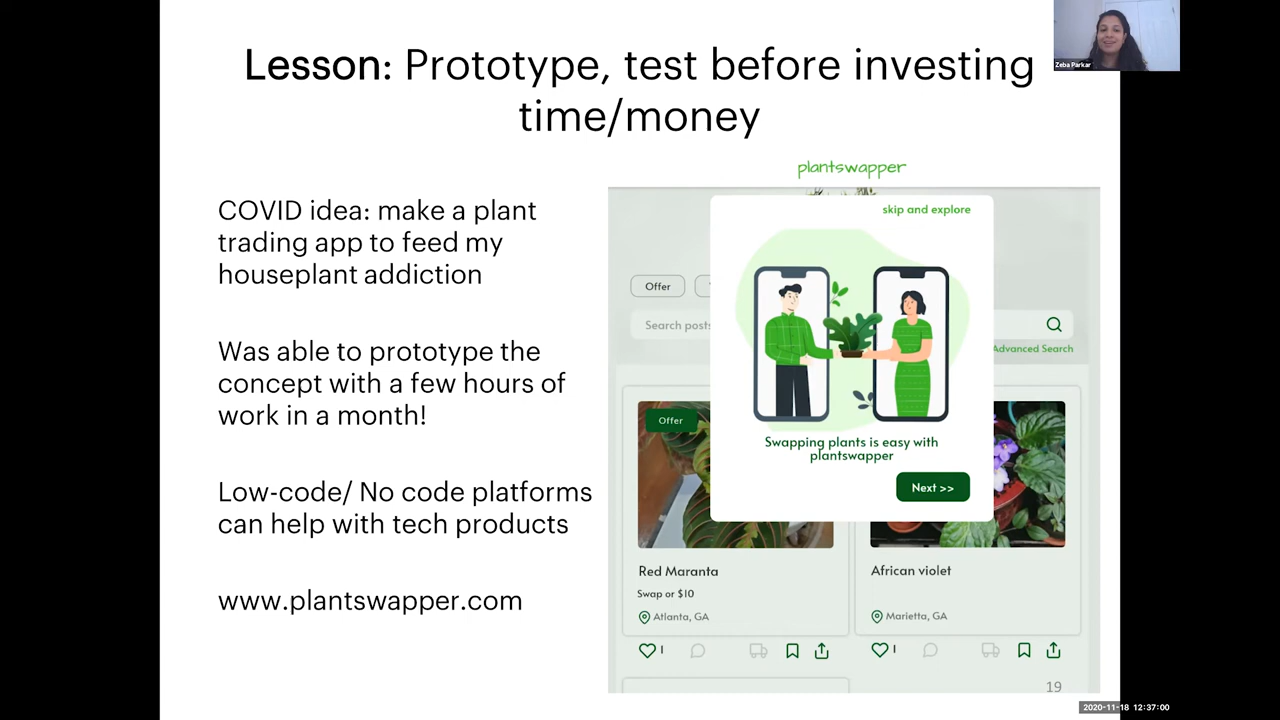 Lesson: Prototype, test before investing
time/money
Zeba Parkar
COVID idea: make a plant
trading app to feed my
houseplant addiction
Was able to prototype the
concept with a few hours of
work in a month!
Low-code/ No code platforms
can help with tech products
www.plantswapper.com
plantswapper
skip and explore
Offer
Search posts
Advanced Search
Swapping plants is easy with
plantswapper
Next >>
Offer
Red Maranta
Swap or $10
Atlanta, GA
1
African violet
Marietta, GA
1
19
2020-11-18 12:37:00